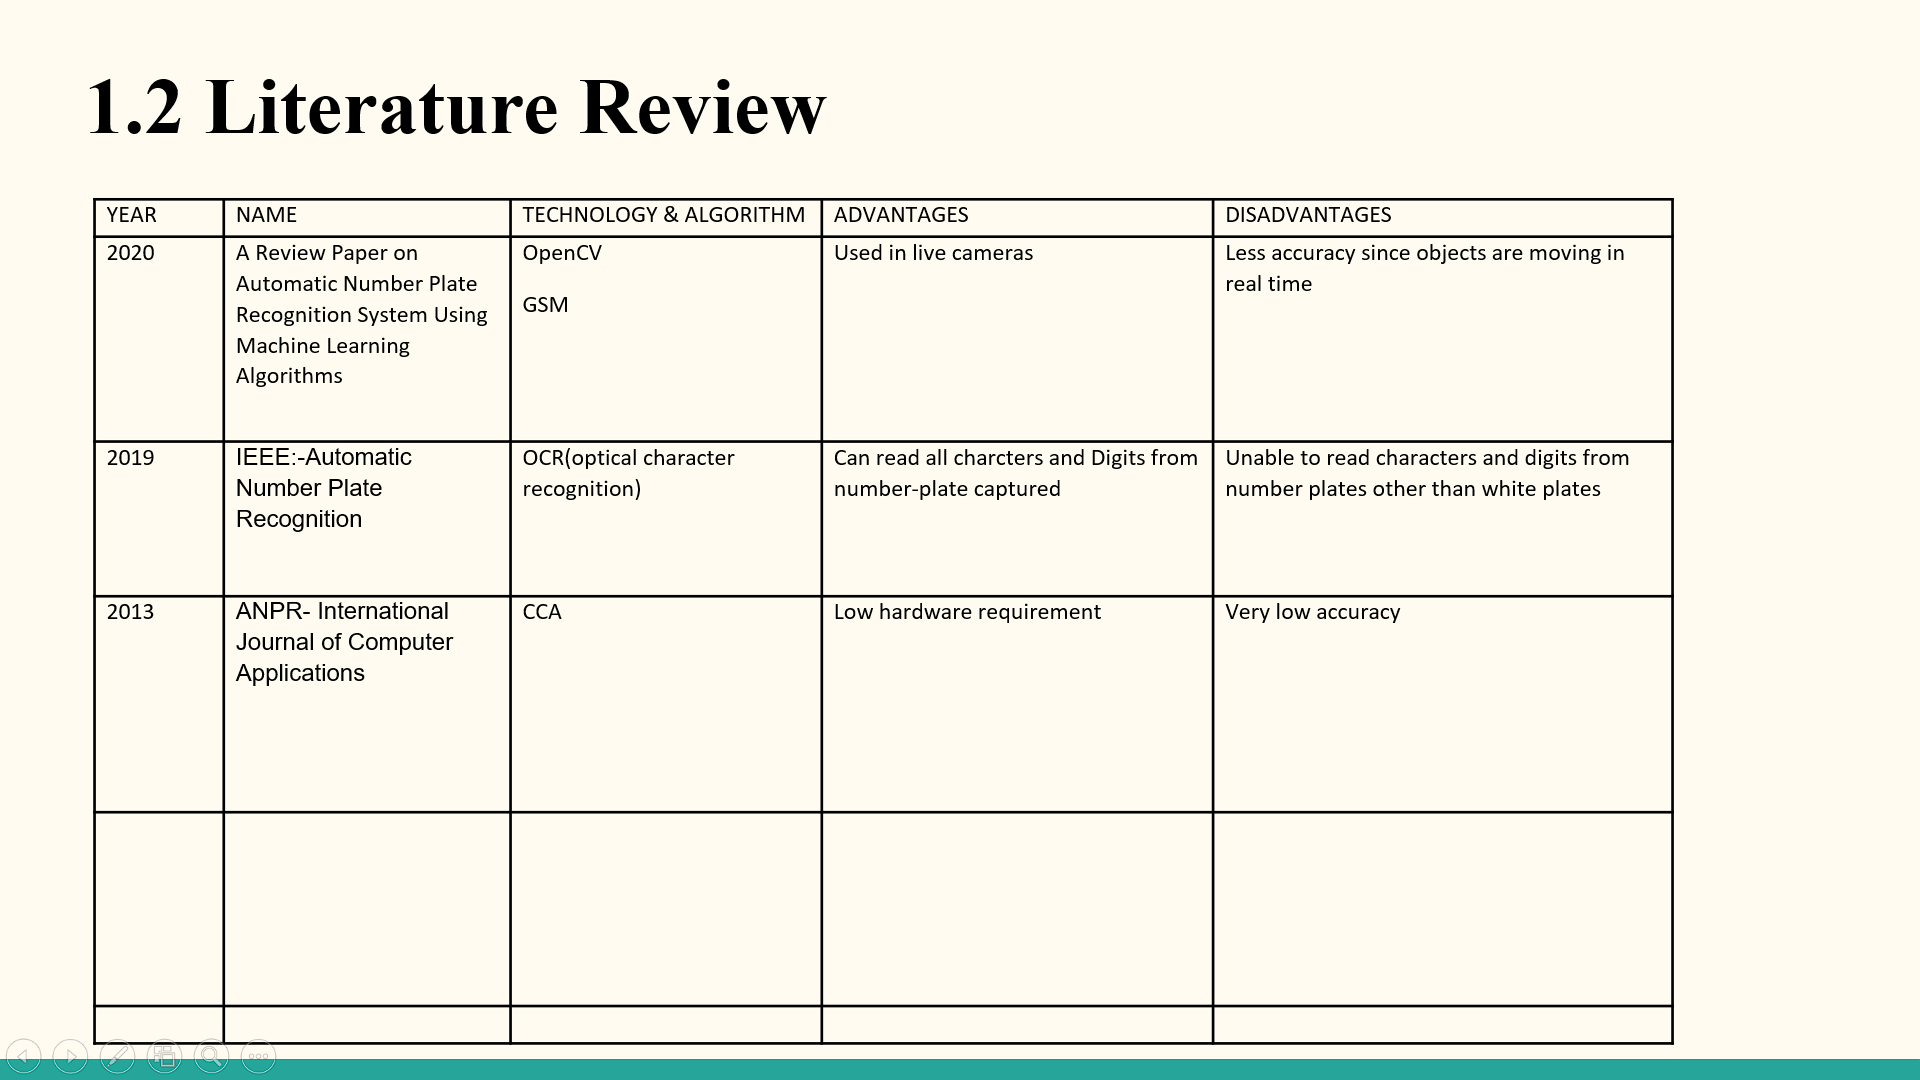 1.2 Literature Review
YEAR NAME TECHNOLOGY & ALGORITHM ADVANTAGES DISADVANTAGES
2020
A Review Paper on
Automatic Number Plate
Recognition System Using
Machine Learning
Algorithms
OpenCV
GSM
Used in live cameras
Less accuracy since objects are moving in
real time
2019
IEEE:-Automatic
Number Plate
Recognition
OCR(optical character
recognition)
Can read all charcters and Digits from
number-plate captured
Unable to read characters and digits from
number plates other than white plates
2013
ANPR- International
Journal of Computer
Applications
CCA
Low hardware requirement
Very low accuracy